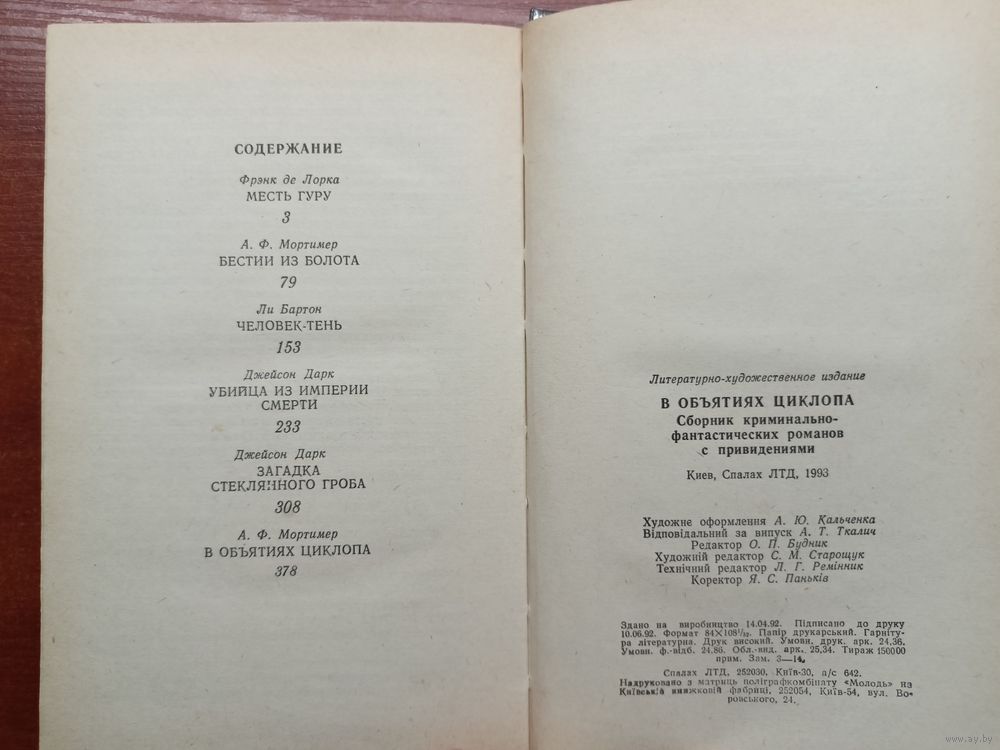 СОДЕРЖАНИЕ
Фрэнк де Лорка
МЕСТЬ ГУРУ
3
А. Ф. Мортимер
БЕСТИИ ИЗ БОЛОТА
79
Ли Бартон
ЧЕЛОВЕК-ТЕНЬ
153
Джейсон Дарк
УБИЙЦА ИЗ ИМПЕРИИ
СМЕРТИ
233
Джейсон Дарк
ЗАГАДКА
СТЕКЛЯННОГО ГРОБА
308
А. Ф. Мортимер
В ОБЪЯТИЯХ ЦИКЛОПА
378
Литературно-художественное издание
В ОБЪЯТИЯХ ЦИКЛОПА
Сборник криминально-
фантастических романов
с привидениями
Киев, Спалах ЛТД, 1993
Художне оформлення А. Ю. Кальченка
Відповідальний за випуск А. Т. Ткалич
Редактор О. П. Будник
Художній редактор С. М. Старощук
Технічний редактор Л. Г. Ремінник
Коректор Я. С. Паньків
Здано на виробництво 14.04.92. Підписано до друку
10.06.92. Формат 84×108¹/₃₂. Папір друкарський. Гарніту-
ра літературна. Друк високий. Умовн. друк. арк. 24,36.
Умовн. ф.-відб. 24.86. Обл.-вид. арк. 25,34. Тираж 150000
прим. Зам. 3—14.
Спалах ЛТД, 252030, Київ-30, а/с 642.
Надруковано з матриць поліграфкомбінату «Молодь» на
Київській книжковій фабриці, 252054, Київ-54, вул. Во-
ровського, 24.
www.ay.by